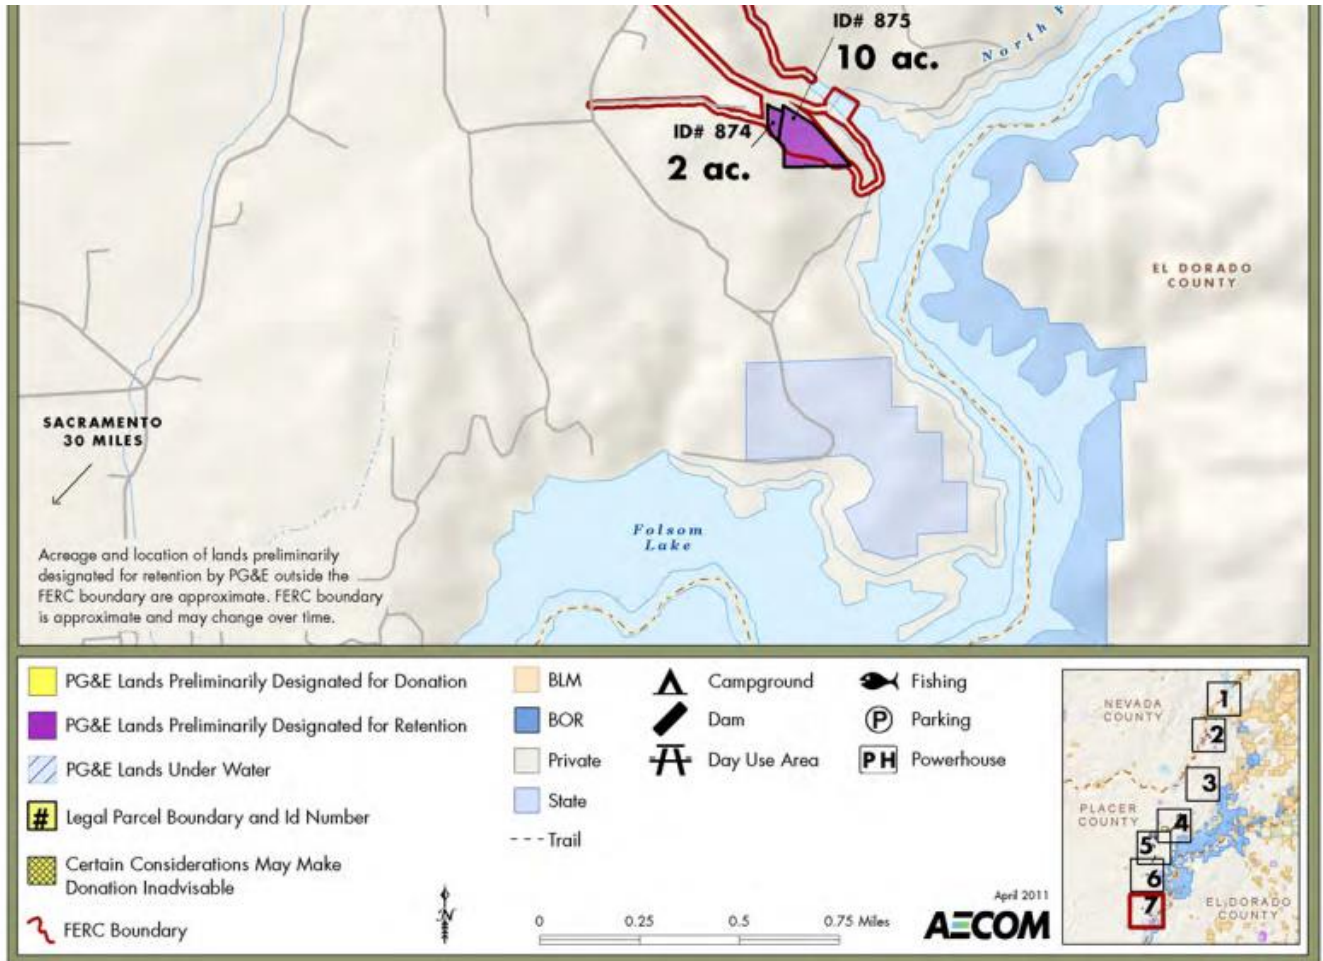 ID# 875
10 ac.
North
ID# 874
2 ac.
EL DORADO
COUNTY
SACRAMENTO
30 MILES
Folsom
Lake
Acreage and location of lands preliminarily
designated for retention by PG&E outside the
FERC boundary are approximate. FERC boundary
is approximate and may change over time.
PG&E Lands Preliminarily Designated for Donation
PG&E Lands Preliminarily Designated for Retention
PG&E Lands Under Water
# Legal Parcel Boundary and Id Number
Certain Considerations May Make
Donation Inadvisable
FERC Boundary
BLM
BOR
Private
State
Trail
Campground
Dam
Day Use Area
Fishing
P Parking
PH Powerhouse
N
0 0.25 0.5 0.75 Miles
April 2011
AECOM
NEVADA
COUNTY
PLACER
COUNTY
EL DORADO
COUNTY
1
2
3
4
5
6
7